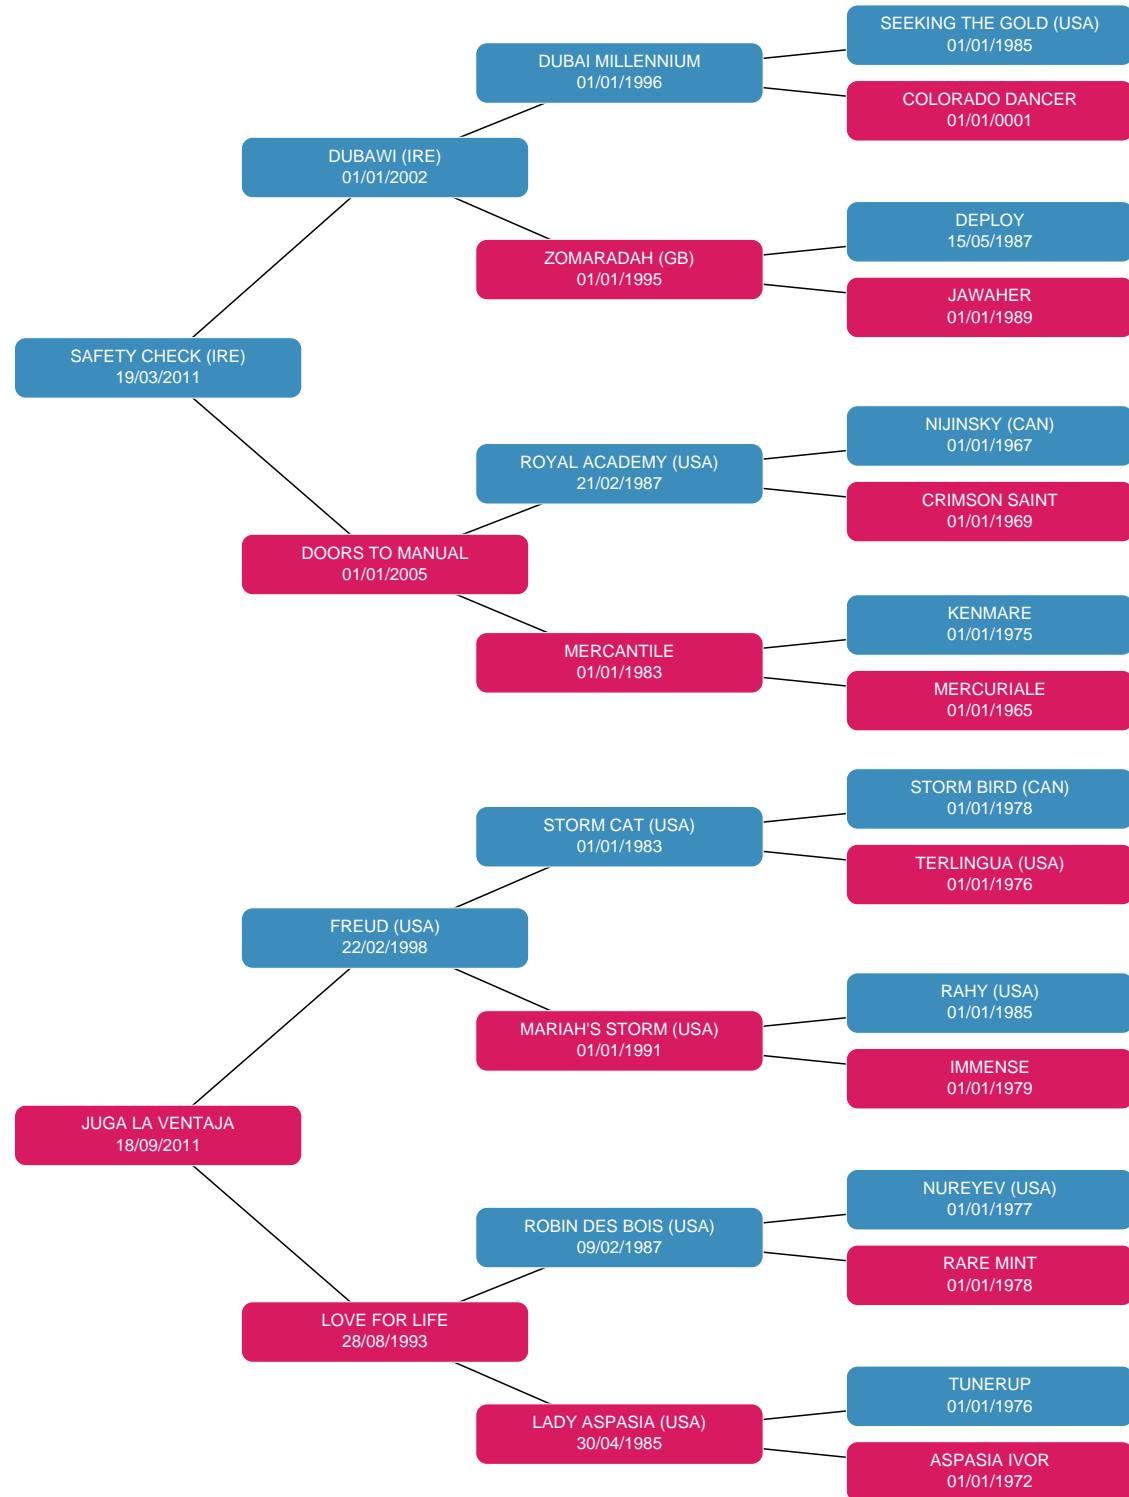 SEEKING THE GOLD (USA)
01/01/1985
DUBAI MILLENNIUM
01/01/1996
COLORADO DANCER
01/01/0001
DUBAWI (IRE)
01/01/2002
DEPLOY
15/05/1987
ZOMARADAH (GB)
01/01/1995
JAWAHER
01/01/1989
SAFETY CHECK (IRE)
19/03/2011
NIJINSKY (CAN)
01/01/1967
ROYAL ACADEMY (USA)
21/02/1987
CRIMSON SAINT
01/01/1969
DOORS TO MANUAL
01/01/2005
KENMARE
01/01/1975
MERCANTILE
01/01/1983
MERCURIALE
01/01/1965
STORM BIRD (CAN)
01/01/1978
STORM CAT (USA)
01/01/1983
TERLINGUA (USA)
01/01/1976
FREUD (USA)
22/02/1998
RAHY (USA)
01/01/1985
MARIAH'S STORM (USA)
01/01/1991
IMMENSE
01/01/1979
JUGA LA VENTAJA
18/09/2011
NUREYEV (USA)
01/01/1977
ROBIN DES BOIS (USA)
09/02/1987
RARE MINT
01/01/1978
LOVE FOR LIFE
28/08/1993
TUNERUP
01/01/1976
LADY ASPASIA (USA)
30/04/1985
ASPASIA IVOR
01/01/1972